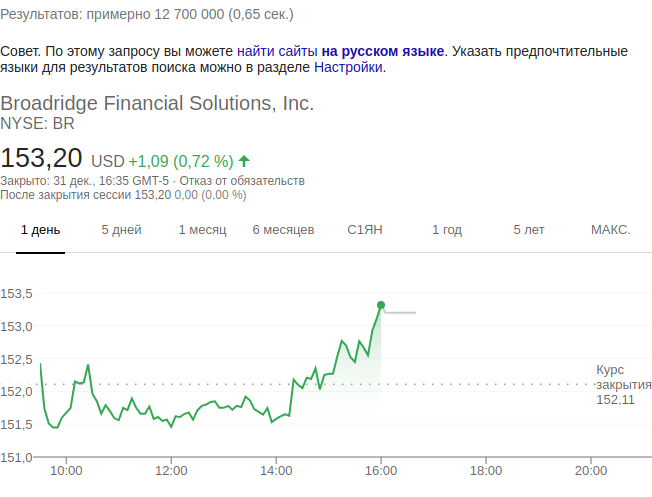 Результатов: примерно 12 700 000 (0,65 сек.)
Совет. По этому запросу вы можете найти сайты на русском языке. Указать предпочтительные
языки для результатов поиска можно в разделе Настройки.
Broadridge Financial Solutions, Inc.
NYSE: BR
153,20 USD +1,09 (0,72 %)
Закрыто: 31 дек., 16:35 GMT-5 · Отказ от обязательств
После закрытия сессии 153,20 0,00 (0,00 %)
1 день 5 дней 1 месяц 6 месяцев С1ЯН 1 год 5 лет МАКС.
153,5
153,0
152,5
152,0
151,5
151,0
Курс
закрытия
152,11
10:00 12:00 14:00 16:00 18:00 20:00